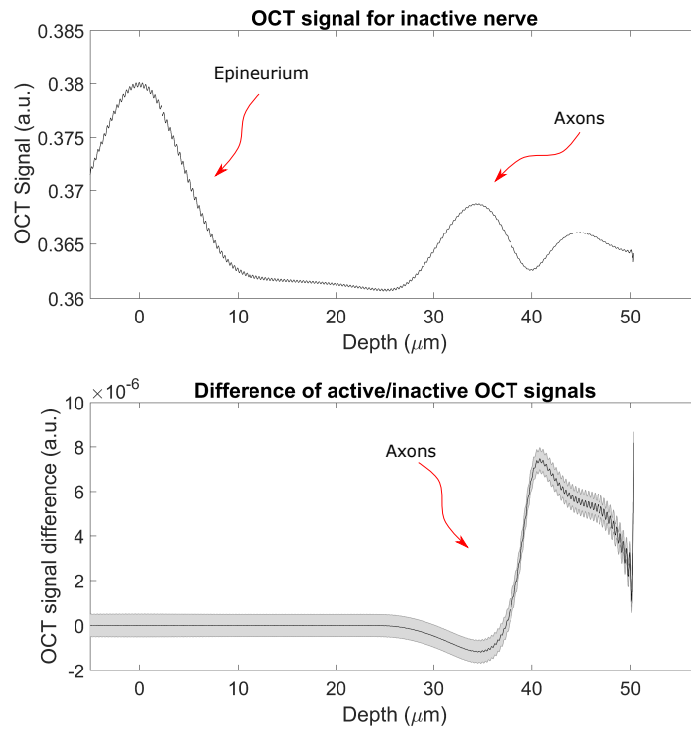 OCT signal for inactive nerve
0.385
0.38
0.375
0.37
0.365
0.36
OCT Signal (a.u.)
Epineurium
Axons
0 10 20 30 40 50
Depth (μm)
×10⁻⁶
Difference of active/inactive OCT signals
10
8
6
4
2
0
-2
OCT signal difference (a.u.)
Axons
0 10 20 30 40 50
Depth (μm)